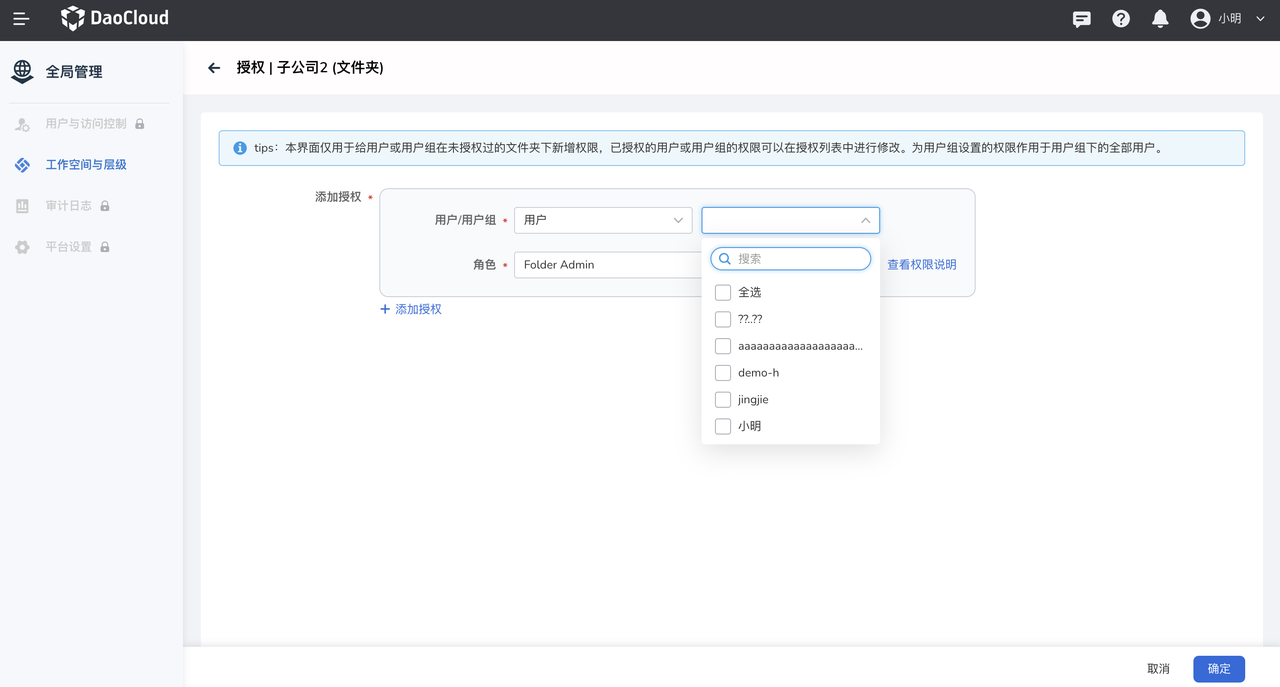 DaoCloud
小明
全局管理
用户与访问控制
工作空间与层级
审计日志
平台设置
授权 | 子公司2 (文件夹)
tips: 本界面仅用于给用户或用户组在未授权过的文件夹下新增权限，已授权的用户或用户组的权限可以在授权列表中进行修改。为用户组设置的权限作用于用户组下的全部用户。
添加授权 *
用户/用户组 * 用户
角色 * Folder Admin
查看权限说明
+ 添加授权
搜索
全选
??..??
aaaaaaaaaaaaaaaaaaa...
demo-h
jingjie
小明
取消
确定